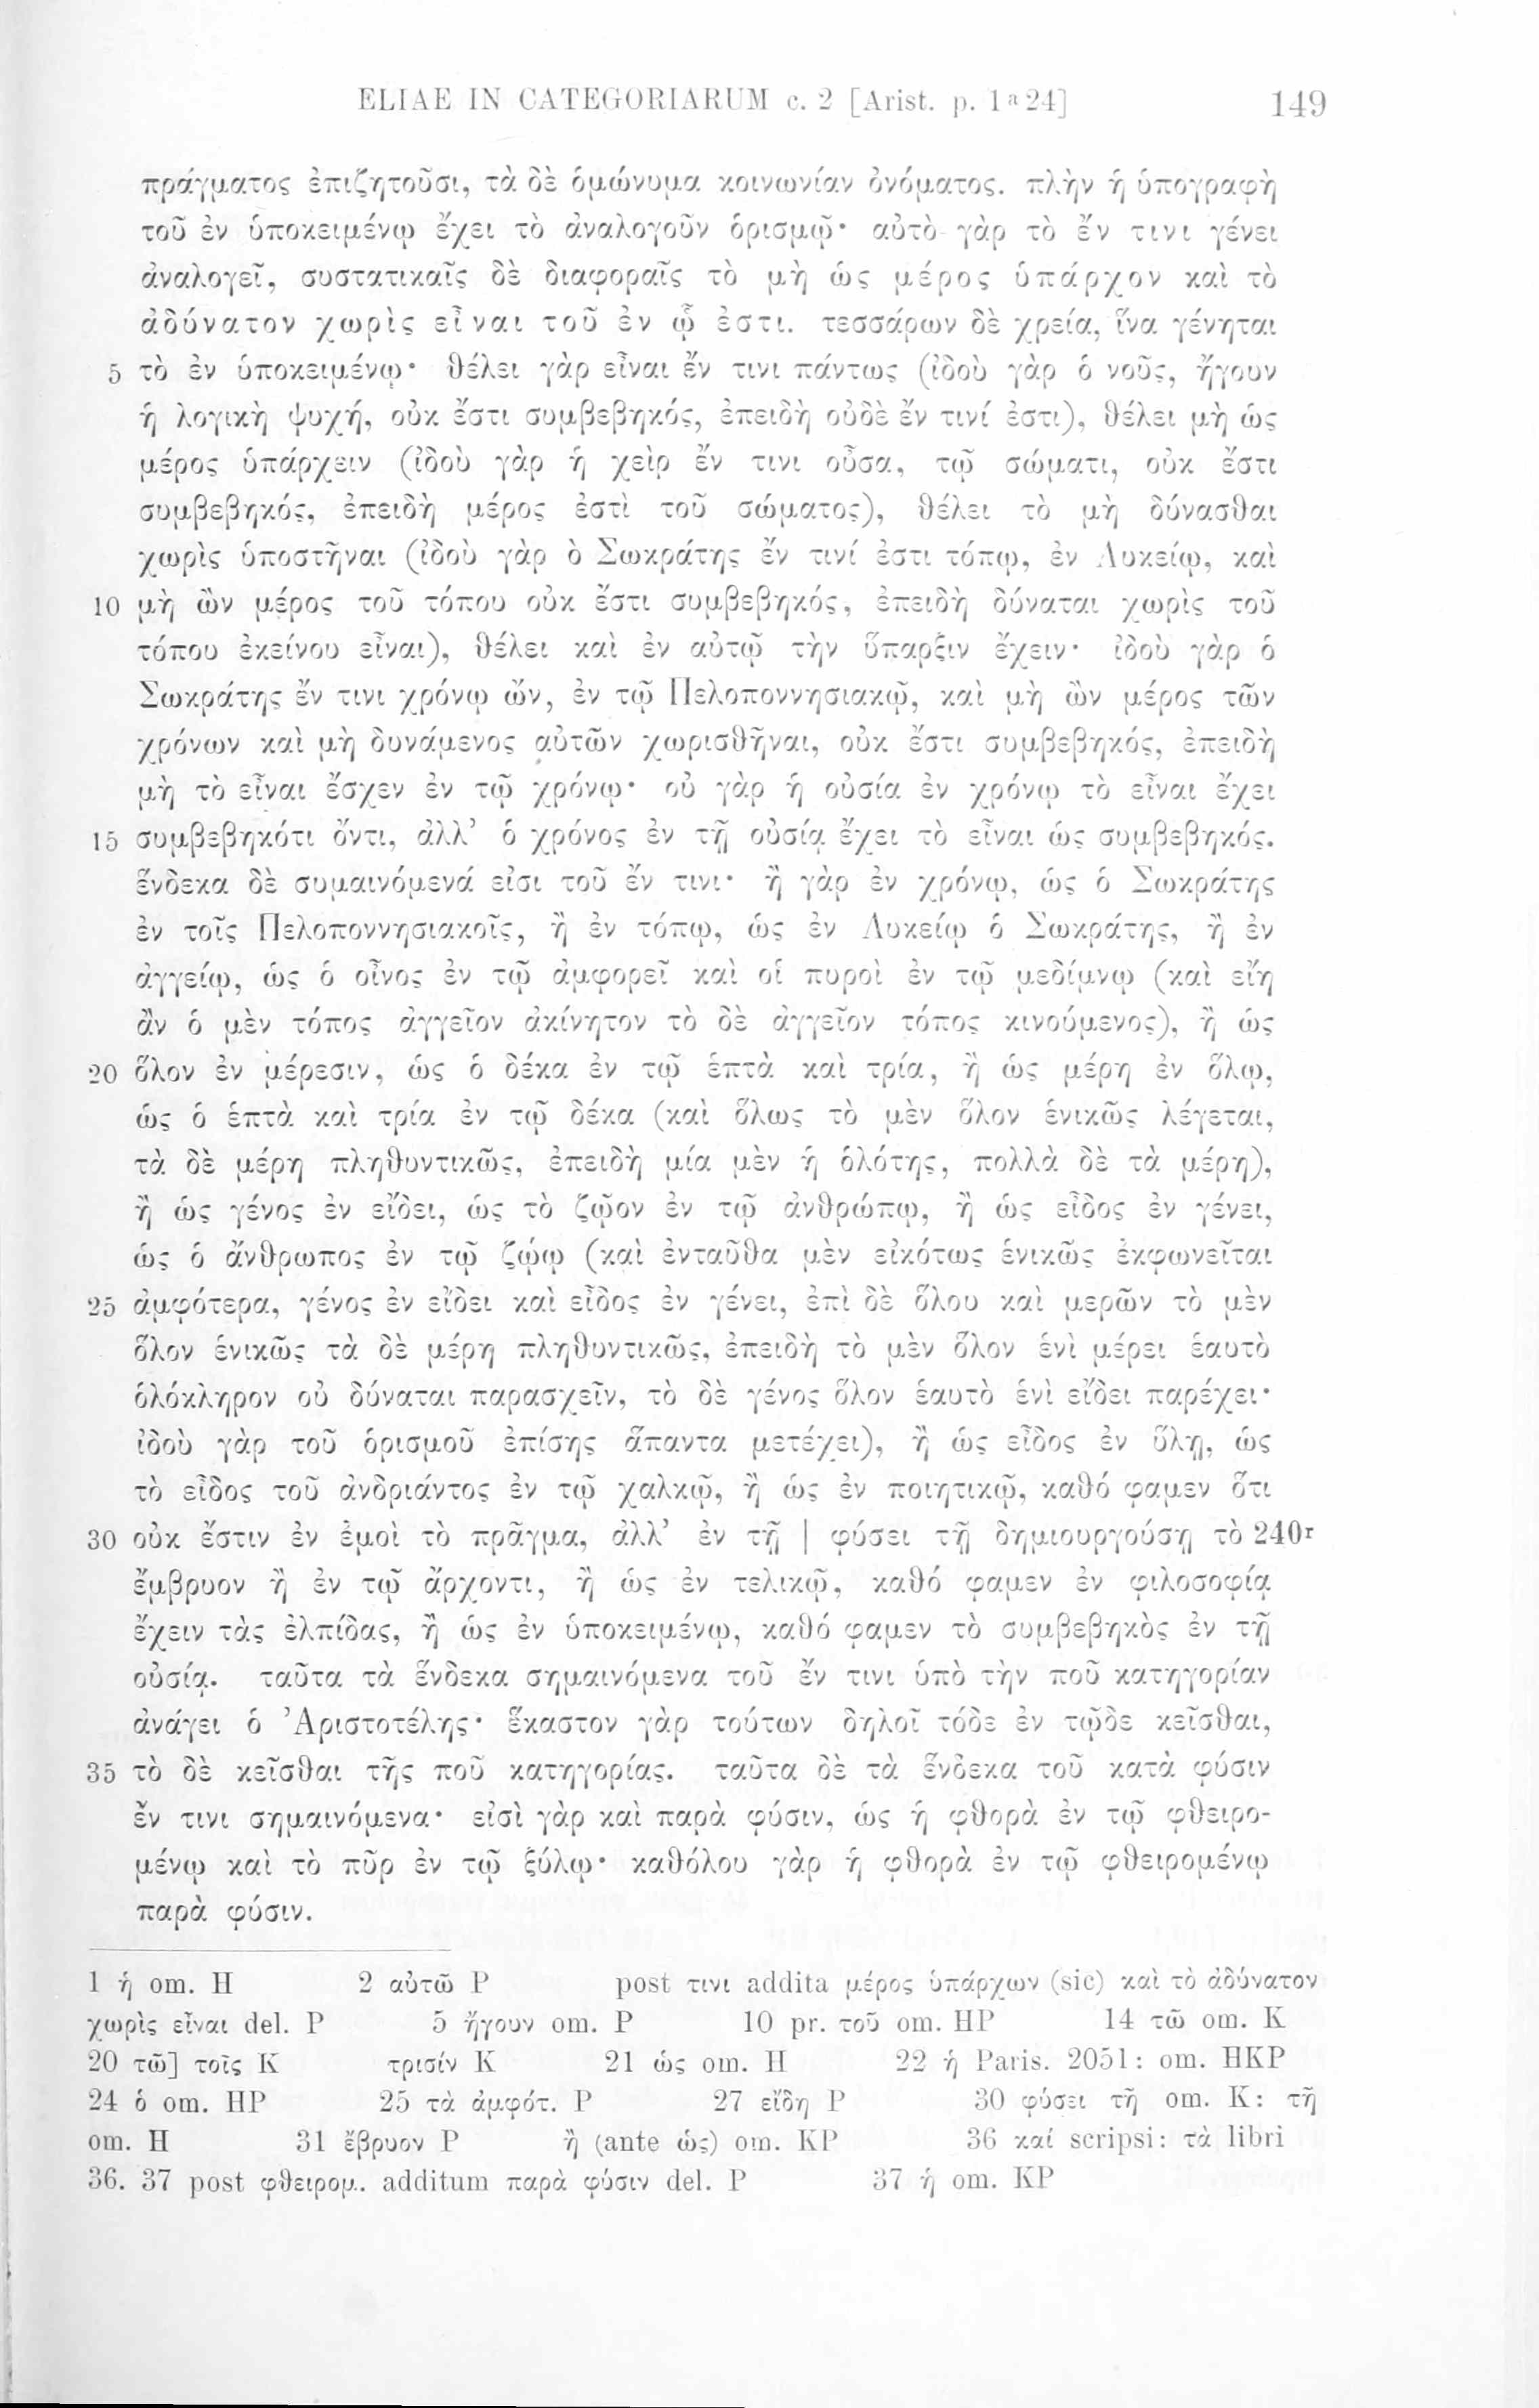 ELIAE IN CATEGORIARUM c. 2 [Arist. p. 1ª24] 149
πράγματος ἐπιζητοῦσι, τὰ δὲ ὁμώνυμα κοινωνίαν ὀνόματος. πλὴν ἡ ὑπογραφὴ
τοῦ ἐν ὑποκειμένῳ ἔχει τὸ ἀναλογοῦν ὁρισμῷ· αὐτὸ γὰρ τὸ ἔν τινι γένει
ἀναλογεῖ, συστατικαῖς δὲ διαφοραῖς τὸ μὴ ὡς μέρος ὑπάρχον καὶ τὸ
ἀδύνατον χωρὶς εἶναι τοῦ ἐν ᾧ ἐστι. τεσσάρων δὲ χρεία, ἵνα γένηται
5 τὸ ἐν ὑποκειμένῳ· θέλει γὰρ εἶναι ἔν τινι πάντως (ἰδοὺ γὰρ ὁ νοῦς, ἤγουν
ἡ λογικὴ ψυχή, οὐκ ἔστι συμβεβηκός, ἐπειδὴ οὐδὲ ἔν τινί ἐστι), θέλει μὴ ὡς
μέρος ὑπάρχειν (ἰδοὺ γὰρ ἡ χεὶρ ἔν τινι οὖσα, τῷ σώματι, οὐκ ἔστι
συμβεβηκός, ἐπειδὴ μέρος ἐστὶ τοῦ σώματος), θέλει τὸ μὴ δύνασθαι
χωρὶς ὑποστῆναι (ἰδοὺ γὰρ ὁ Σωκράτης ἔν τινί ἐστι τόπῳ, ἐν Λυκείῳ, καὶ
10 μὴ ὢν μέρος τοῦ τόπου οὐκ ἔστι συμβεβηκός, ἐπειδὴ δύναται χωρὶς τοῦ
τόπου ἐκείνου εἶναι), θέλει καὶ ἐν αὐτῷ τὴν ὕπαρξιν ἔχειν· ἰδοὺ γὰρ ὁ
Σωκράτης ἔν τινι χρόνῳ ὤν, ἐν τῷ Πελοποννησιακῷ, καὶ μὴ ὢν μέρος τῶν
χρόνων καὶ μὴ δυνάμενος αὐτῶν χωρισθῆναι, οὐκ ἔστι συμβεβηκός, ἐπειδὴ
μὴ τὸ εἶναι ἔσχεν ἐν τῷ χρόνῳ· οὐ γὰρ ἡ οὐσία ἐν χρόνῳ τὸ εἶναι ἔχει
15 συμβεβηκότι ὄντι, ἀλλ’ ὁ χρόνος ἐν τῇ οὐσίᾳ ἔχει τὸ εἶναι ὡς συμβεβηκός.
ἕνδεκα δὲ συμαινόμενά εἰσι τοῦ ἔν τινι· ἢ γὰρ ἐν χρόνῳ, ὡς ὁ Σωκράτης
ἐν τοῖς Πελοποννησιακοῖς, ἢ ἐν τόπῳ, ὡς ἐν Λυκείῳ ὁ Σωκράτης, ἢ ἐν
ἀγγείῳ, ὡς ὁ οἶνος ἐν τῷ ἀμφορεῖ καὶ οἱ πυροὶ ἐν τῷ μεδίμνῳ (καὶ εἴη
ἂν ὁ μὲν τόπος ἀγγεῖον ἀκίνητον τὸ δὲ ἀγγεῖον τόπος κινούμενος), ἢ ὡς
20 ὅλον ἐν μέρεσιν, ὡς ὁ δέκα ἐν τῷ ἑπτὰ καὶ τρία, ἢ ὡς μέρη ἐν ὅλῳ,
ὡς ὁ ἑπτὰ καὶ τρία ἐν τῷ δέκα (καὶ ὅλως τὸ μὲν ὅλον ἑνικῶς λέγεται,
τὰ δὲ μέρη πληθυντικῶς, ἐπειδὴ μία μὲν ἡ ὁλότης, πολλὰ δὲ τὰ μέρη),
ἢ ὡς γένος ἐν εἴδει, ὡς τὸ ζῷον ἐν τῷ ἀνθρώπῳ, ἢ ὡς εἶδος ἐν γένει,
ὡς ὁ ἄνθρωπος ἐν τῷ ζῴῳ (καὶ ἐνταῦθα μὲν εἰκότως ἑνικῶς ἐκφωνεῖται
25 ἀμφότερα, γένος ἐν εἴδει καὶ εἶδος ἐν γένει, ἐπὶ δὲ ὅλου καὶ μερῶν τὸ μὲν
ὅλον ἑνικῶς τὰ δὲ μέρη πληθυντικῶς, ἐπειδὴ τὸ μὲν ὅλον ἑνὶ μέρει ἑαυτὸ
ὁλόκληρον οὐ δύναται παρασχεῖν, τὸ δὲ γένος ὅλον ἑαυτὸ ἑνὶ εἴδει παρέχει·
ἰδοὺ γὰρ τοῦ ὁρισμοῦ ἐπίσης ἅπαντα μετέχει), ἢ ὡς εἶδος ἐν ὕλῃ, ὡς
τὸ εἶδος τοῦ ἀνδριάντος ἐν τῷ χαλκῷ, ἢ ὡς ἐν ποιητικῷ, καθό φαμεν ὅτι
30 οὐκ ἔστιν ἐν ἐμοὶ τὸ πρᾶγμα, ἀλλ’ ἐν τῇ | φύσει τῇ δημιουργούσῃ τὸ 240r
ἔμβρυον ἢ ἐν τῷ ἄρχοντι, ἢ ὡς ἐν τελικῷ, καθό φαμεν ἐν φιλοσοφίᾳ
ἔχειν τὰς ἐλπίδας, ἢ ὡς ἐν ὑποκειμένῳ, καθό φαμεν τὸ συμβεβηκὸς ἐν τῇ
οὐσίᾳ. ταῦτα τὰ ἕνδεκα σημαινόμενα τοῦ ἔν τινι ὑπὸ τὴν ποῦ κατηγορίαν
ἀνάγει ὁ Ἀριστοτέλης· ἕκαστον γὰρ τούτων δηλοῖ τόδε ἐν τῷδε κεῖσθαι,
35 τὸ δὲ κεῖσθαι τῆς ποῦ κατηγορίας. ταῦτα δὲ τὰ ἕνδεκα τοῦ κατὰ φύσιν
ἔν τινι σημαινόμενα· εἰσὶ γὰρ καὶ παρὰ φύσιν, ὡς ἡ φθορὰ ἐν τῷ φθειρο-
μένῳ καὶ τὸ πῦρ ἐν τῷ ξύλῳ· καθόλου γὰρ ἡ φθορὰ ἐν τῷ φθειρομένῳ
παρὰ φύσιν.
1 ἡ om. H 2 αὐτῶ P post τινι addita μέρος ὑπάρχων (sic) καὶ τὸ ἀδύνατον
χωρὶς εἶναι del. P 5 ἤγουν om. P 10 pr. τοῦ om. HP 14 τῶ om. K
20 τῶ] τοῖς K τρισίν K 21 ὡς om. H 22 ἡ Paris. 2051: om. HKP
24 ὁ om. HP 25 τὰ ἀμφότ. P 27 εἴδη P 30 φύσει τῆ om. K: τῆ
om. H 31 ἔβρυον P ἢ (ante ὡς) om. KP 36 καί scripsi: τὰ libri
36. 37 post φθειρομ. additum παρὰ φύσιν del. P 37 ἡ om. KP